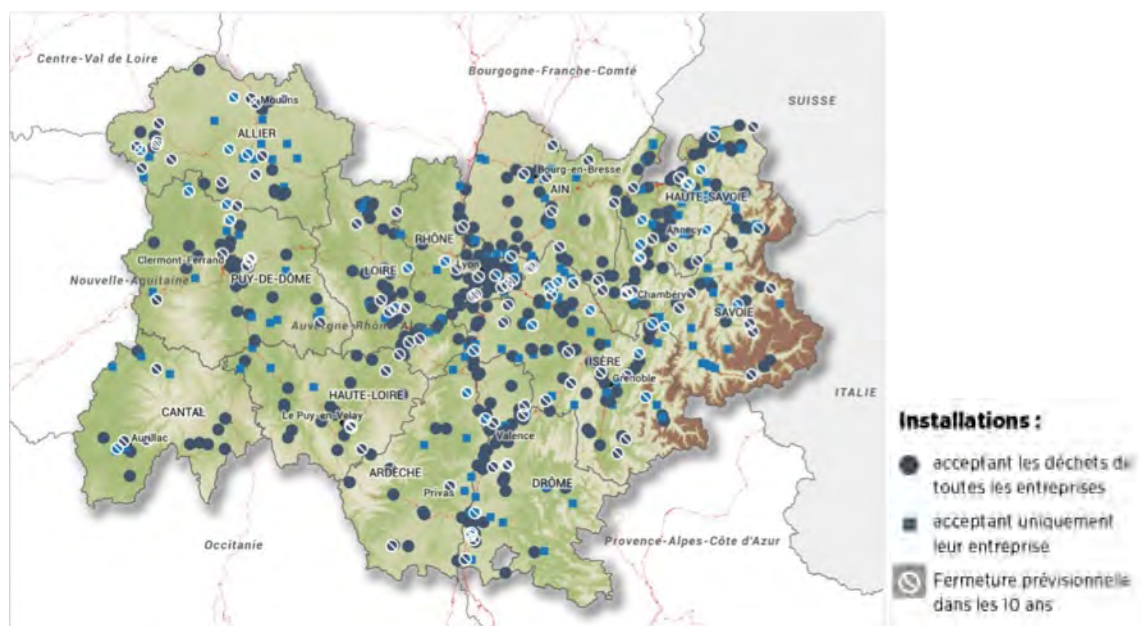 Centre-Val de Loire
Bourgogne-Franche-Comté
SUISSE
Moulins
ALLIER
Bourg-en-Bresse
AIN
HAUTE-SAVOIE
Annecy
RHÔNE
Clermont-Ferrand
Lyon
LOIRE
Nouvelle-Aquitaine
PUY-DE-DÔME
Chambéry
SAVOIE
Auvergne-Rhône-Al
ISÈRE
Grenoble
ITALIE
HAUTE-LOIRE
CANTAL
Le Puy-en-Velay
Aurillac
Valence
ARDÈCHE
DRÔME
Privas
Occitanie
Provence-Alpes-Côte d'Azur
Installations :
acceptant les déchets de
toutes les entreprises
acceptant uniquement
leur entreprise
Fermeture prévisionnelle
dans les 10 ans